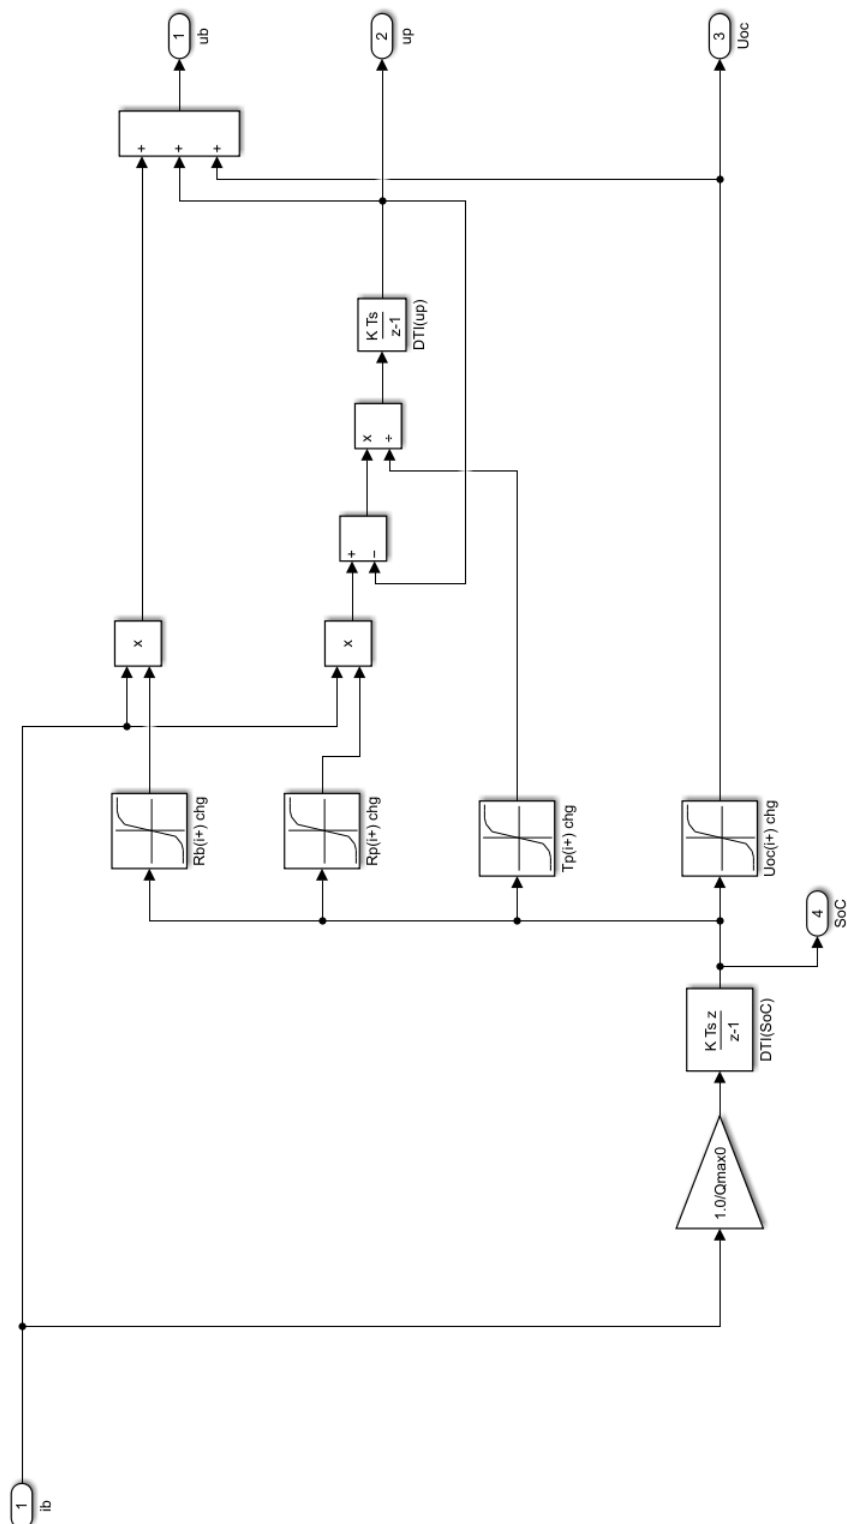 1
ib
1.0/Qmax0
K Ts z
z-1
DTI(SoC)
4
SoC
Rb(i+) chg
Rp(i+) chg
Tp(i+) chg
Uoc(i+) chg
×
×
+
−
×
÷
K Ts
z-1
DTI(up)
+
+
+
1
ub
2
up
3
Uoc